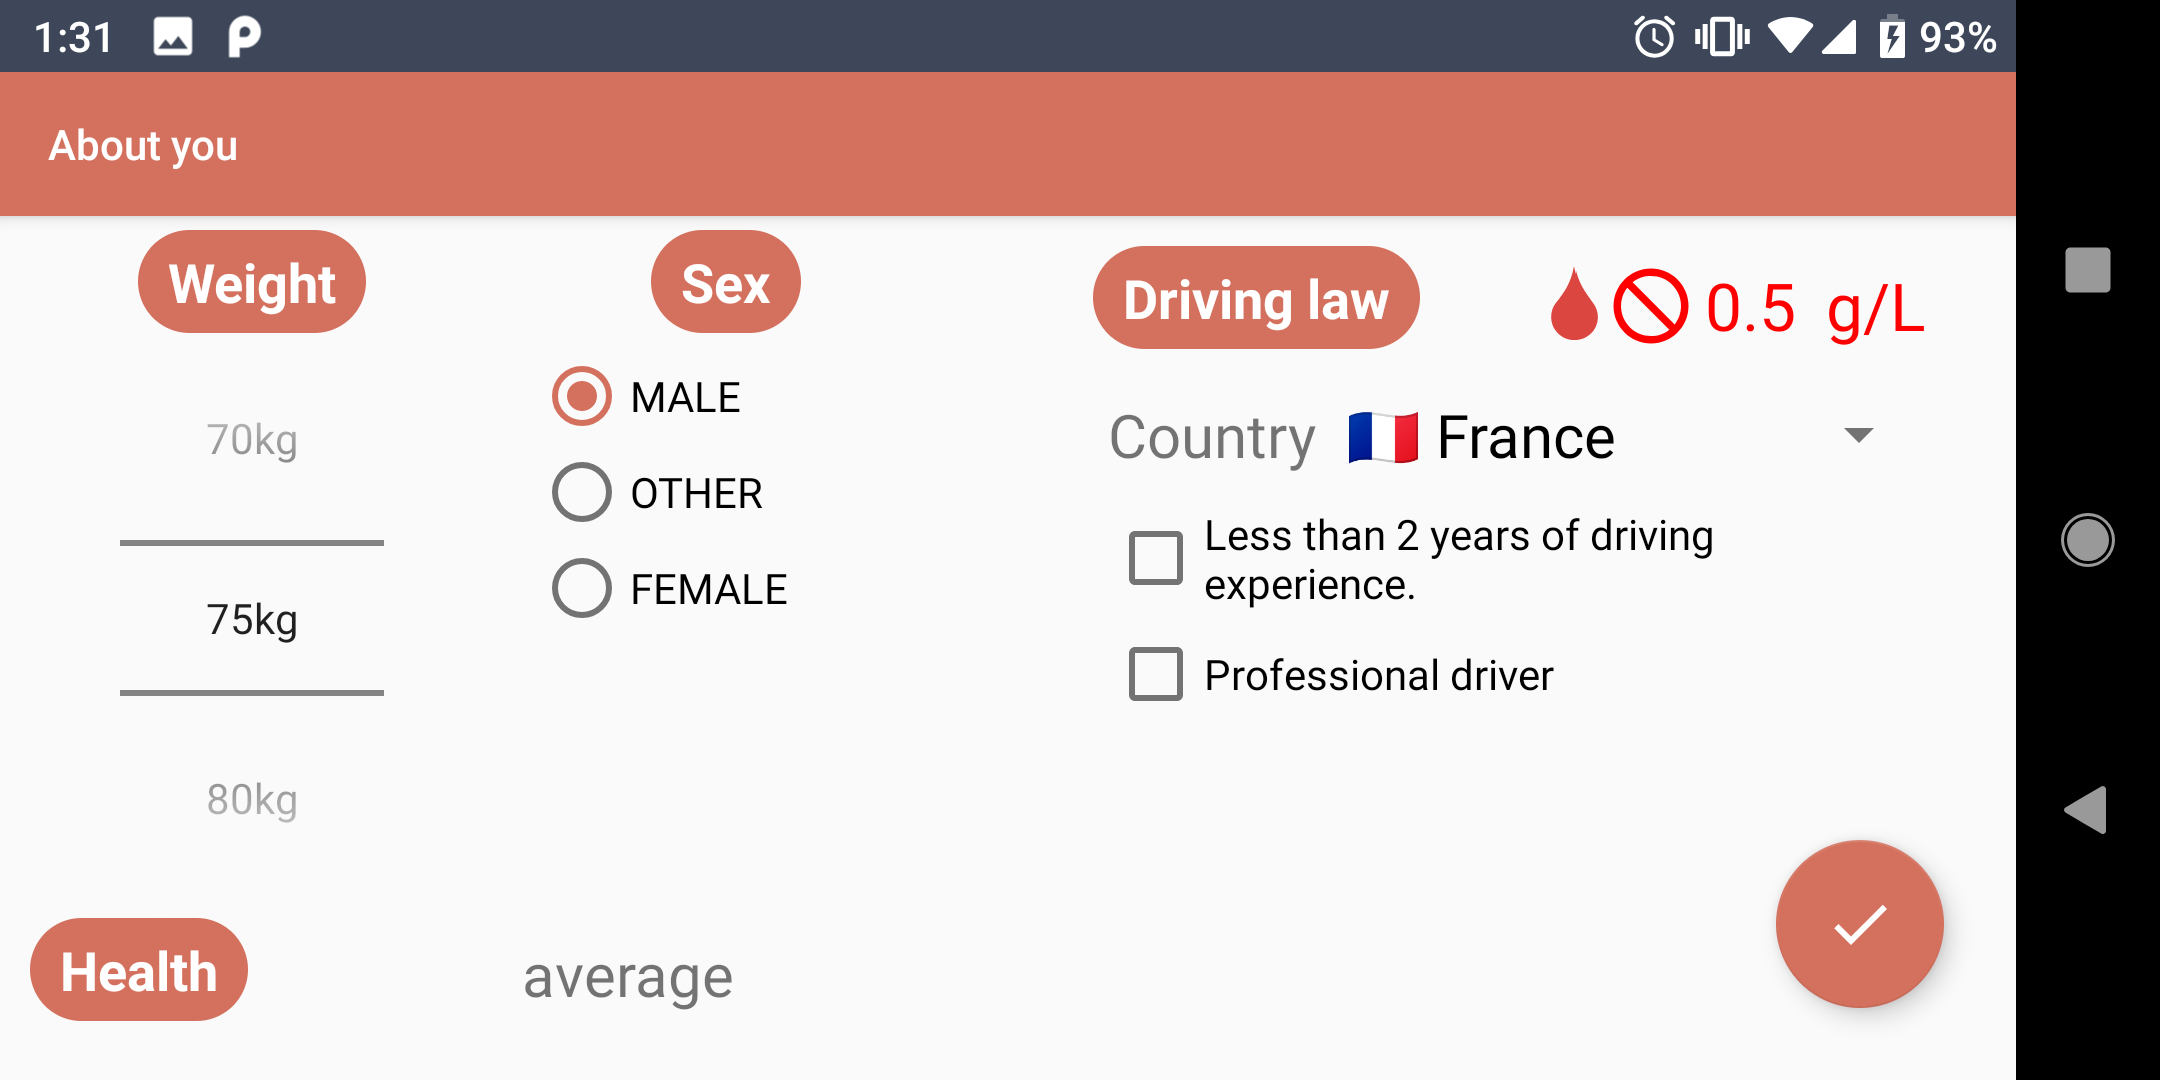 1:31
93%
About you
Weight
70kg
75kg
80kg
Sex
MALE
OTHER
FEMALE
Driving law
0.5 g/L
Country
France
Less than 2 years of driving
experience.
Professional driver
Health
average